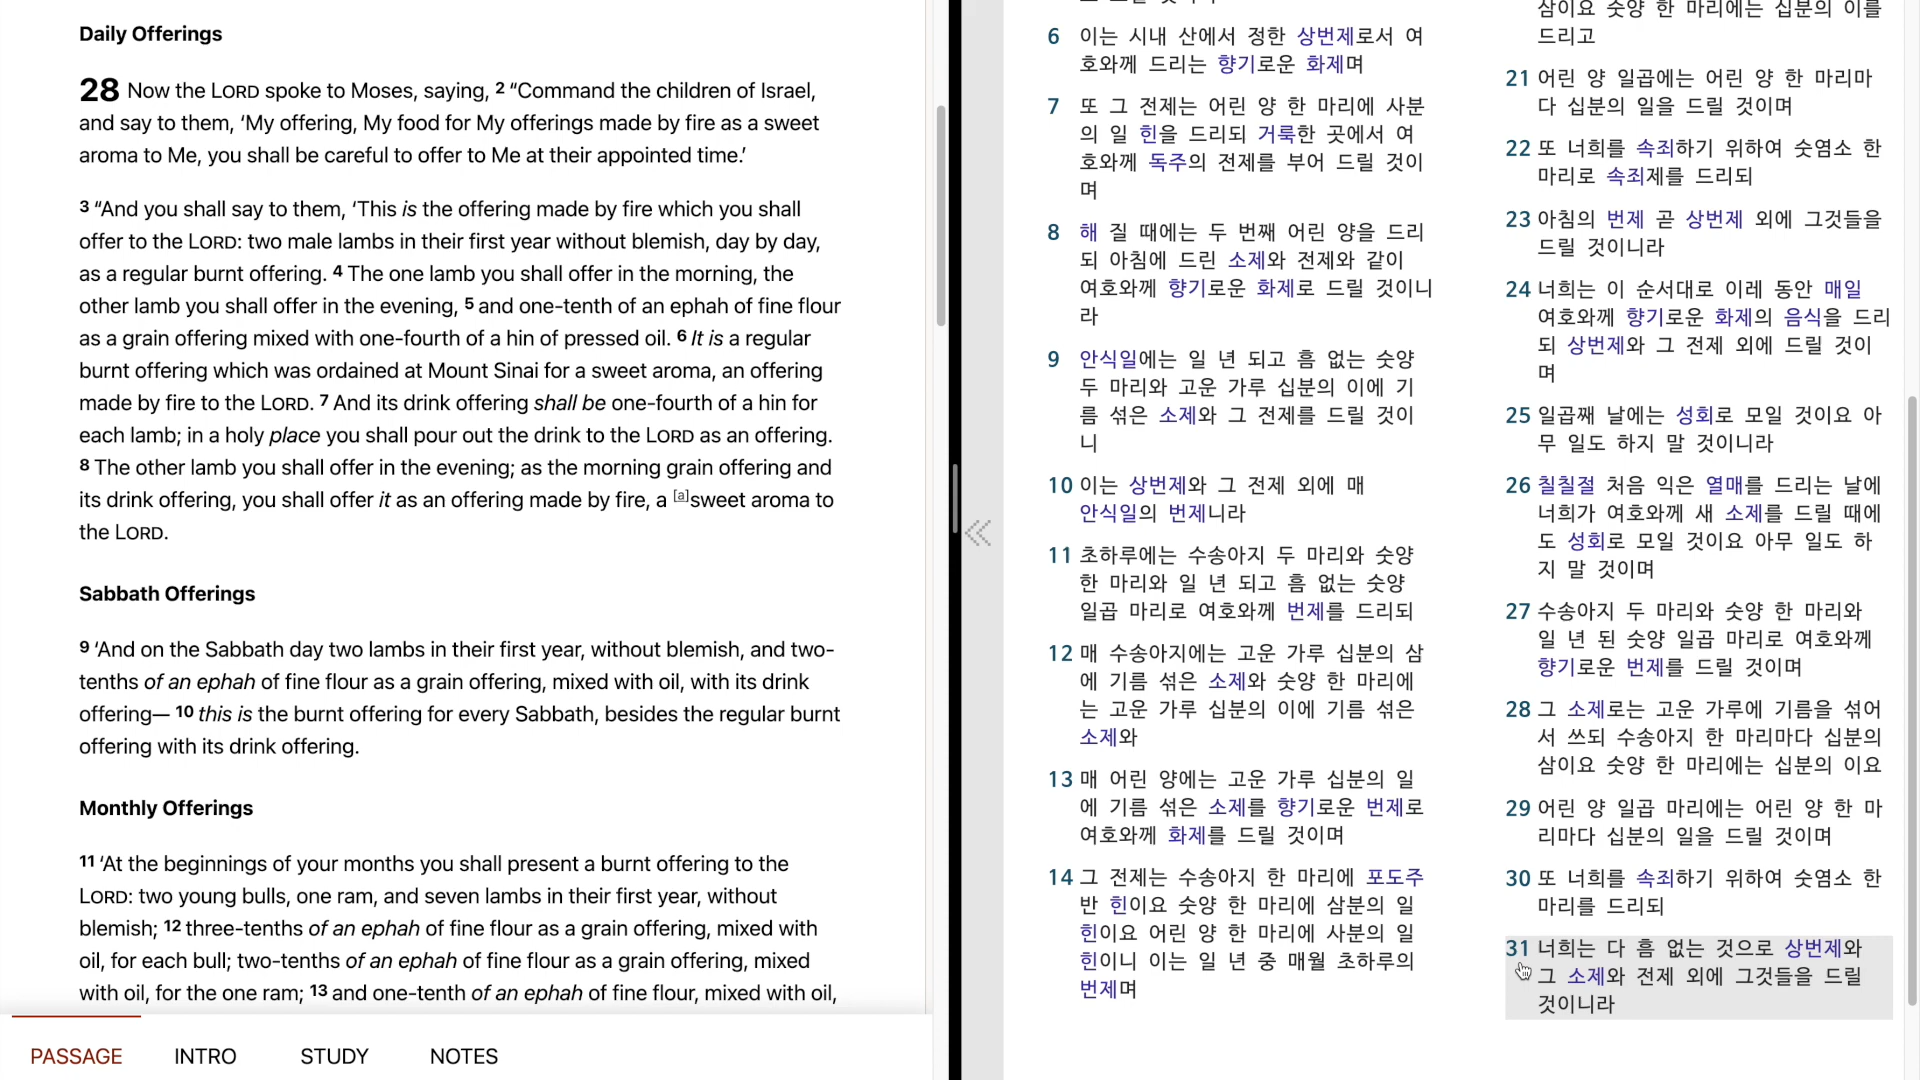 Daily Offerings
28 Now the LORD spoke to Moses, saying, 2 “Command the children of Israel,
and say to them, ‘My offering, My food for My offerings made by fire as a sweet
aroma to Me, you shall be careful to offer to Me at their appointed time.’
3 “And you shall say to them, ‘This is the offering made by fire which you shall
offer to the LORD: two male lambs in their first year without blemish, day by day,
as a regular burnt offering. 4 The one lamb you shall offer in the morning, the
other lamb you shall offer in the evening, 5 and one-tenth of an ephah of fine flour
as a grain offering mixed with one-fourth of a hin of pressed oil. 6 It is a regular
burnt offering which was ordained at Mount Sinai for a sweet aroma, an offering
made by fire to the LORD. 7 And its drink offering shall be one-fourth of a hin for
each lamb; in a holy place you shall pour out the drink to the LORD as an offering.
8 The other lamb you shall offer in the evening; as the morning grain offering and
its drink offering, you shall offer it as an offering made by fire, a [a]sweet aroma to
the LORD.
Sabbath Offerings
9 ‘And on the Sabbath day two lambs in their first year, without blemish, and two-
tenths of an ephah of fine flour as a grain offering, mixed with oil, with its drink
offering— 10 this is the burnt offering for every Sabbath, besides the regular burnt
offering with its drink offering.
Monthly Offerings
11 ‘At the beginnings of your months you shall present a burnt offering to the
LORD: two young bulls, one ram, and seven lambs in their first year, without
blemish; 12 three-tenths of an ephah of fine flour as a grain offering, mixed with
oil, for each bull; two-tenths of an ephah of fine flour as a grain offering, mixed
with oil, for the one ram; 13 and one-tenth of an ephah of fine flour, mixed with oil,
PASSAGE INTRO STUDY NOTES
6 이는 시내 산에서 정한 상번제로서 여
호와께 드리는 향기로운 화제며
7 또 그 전제는 어린 양 한 마리에 사분
의 일 힌을 드리되 거룩한 곳에서 여
호와께 독주의 전제를 부어 드릴 것이
며
8 해 질 때에는 두 번째 어린 양을 드리
되 아침에 드린 소제와 전제와 같이
여호와께 향기로운 화제로 드릴 것이니
라
9 안식일에는 일 년 되고 흠 없는 숫양
두 마리와 고운 가루 십분의 이에 기
름 섞은 소제와 그 전제를 드릴 것이
니
10 이는 상번제와 그 전제 외에 매
안식일의 번제니라
11 초하루에는 수송아지 두 마리와 숫양
한 마리와 일 년 되고 흠 없는 숫양
일곱 마리로 여호와께 번제를 드리되
12 매 수송아지에는 고운 가루 십분의 삼
에 기름 섞은 소제와 숫양 한 마리에
는 고운 가루 십분의 이에 기름 섞은
소제와
13 매 어린 양에는 고운 가루 십분의 일
에 기름 섞은 소제를 향기로운 번제로
여호와께 화제를 드릴 것이며
14 그 전제는 수송아지 한 마리에 포도주
반 힌이요 숫양 한 마리에 삼분의 일
힌이요 어린 양 한 마리에 사분의 일
힌이니 이는 일 년 중 매월 초하루의
번제며
삼이요 숫양 한 마리에는 십분의 이를
드리고
21 어린 양 일곱에는 어린 양 한 마리마
다 십분의 일을 드릴 것이며
22 또 너희를 속죄하기 위하여 숫염소 한
마리로 속죄제를 드리되
23 아침의 번제 곧 상번제 외에 그것들을
드릴 것이니라
24 너희는 이 순서대로 이레 동안 매일
여호와께 향기로운 화제의 음식을 드리
되 상번제와 그 전제 외에 드릴 것이
며
25 일곱째 날에는 성회로 모일 것이요 아
무 일도 하지 말 것이니라
26 칠칠절 처음 익은 열매를 드리는 날에
너희가 여호와께 새 소제를 드릴 때에
도 성회로 모일 것이요 아무 일도 하
지 말 것이며
27 수송아지 두 마리와 숫양 한 마리와
일 년 된 숫양 일곱 마리로 여호와께
향기로운 번제를 드릴 것이며
28 그 소제로는 고운 가루에 기름을 섞어
서 쓰되 수송아지 한 마리마다 십분의
삼이요 숫양 한 마리에는 십분의 이요
29 어린 양 일곱 마리에는 어린 양 한 마
리마다 십분의 일을 드릴 것이며
30 또 너희를 속죄하기 위하여 숫염소 한
마리를 드리되
31 너희는 다 흠 없는 것으로 상번제와
그 소제와 전제 외에 그것들을 드릴
것이니라